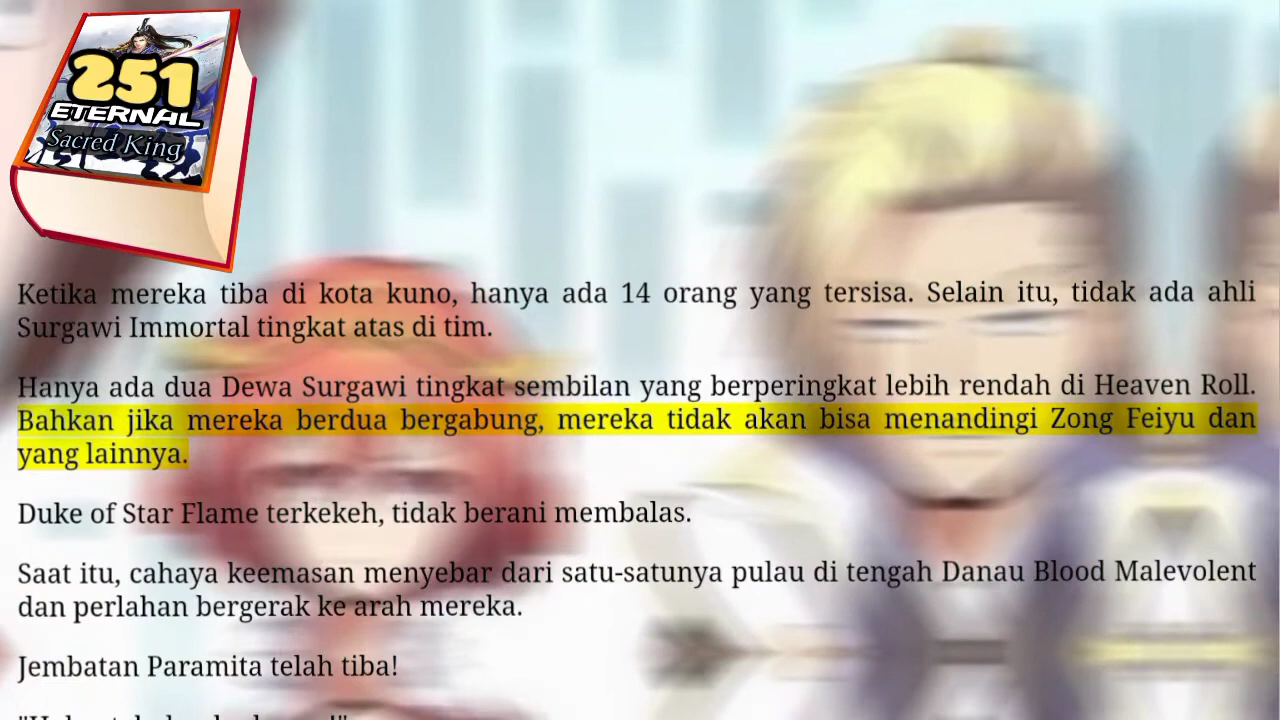 251
ETERNAL
Sacred King
Ketika mereka tiba di kota kuno, hanya ada 14 orang yang tersisa. Selain itu, tidak ada ahli
Surgawi Immortal tingkat atas di tim.
Hanya ada dua Dewa Surgawi tingkat sembilan yang berperingkat lebih rendah di Heaven Roll.
Bahkan jika mereka berdua bergabung, mereka tidak akan bisa menandingi Zong Feiyu dan
yang lainnya.
Duke of Star Flame terkekeh, tidak berani membalas.
Saat itu, cahaya keemasan menyebar dari satu-satunya pulau di tengah Danau Blood Malevolent
dan perlahan bergerak ke arah mereka.
Jembatan Paramita telah tiba!